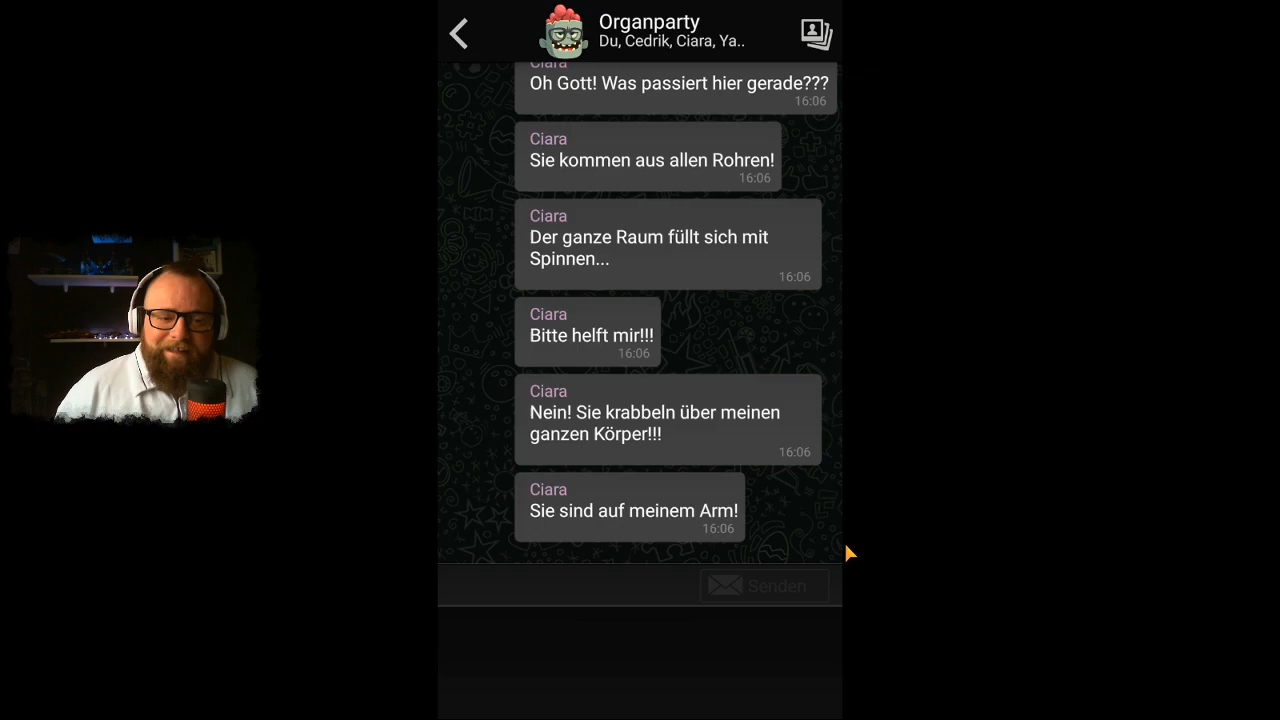 Organparty
Du, Cedrik, Ciara, Ya..
Ciara
Oh Gott! Was passiert hier gerade???
16:06
Ciara
Sie kommen aus allen Rohren!
16:06
Ciara
Der ganze Raum füllt sich mit
Spinnen...
16:06
Ciara
Bitte helft mir!!!
16:06
Ciara
Nein! Sie krabbeln über meinen
ganzen Körper!!!
16:06
Ciara
Sie sind auf meinem Arm!
16:06
Senden